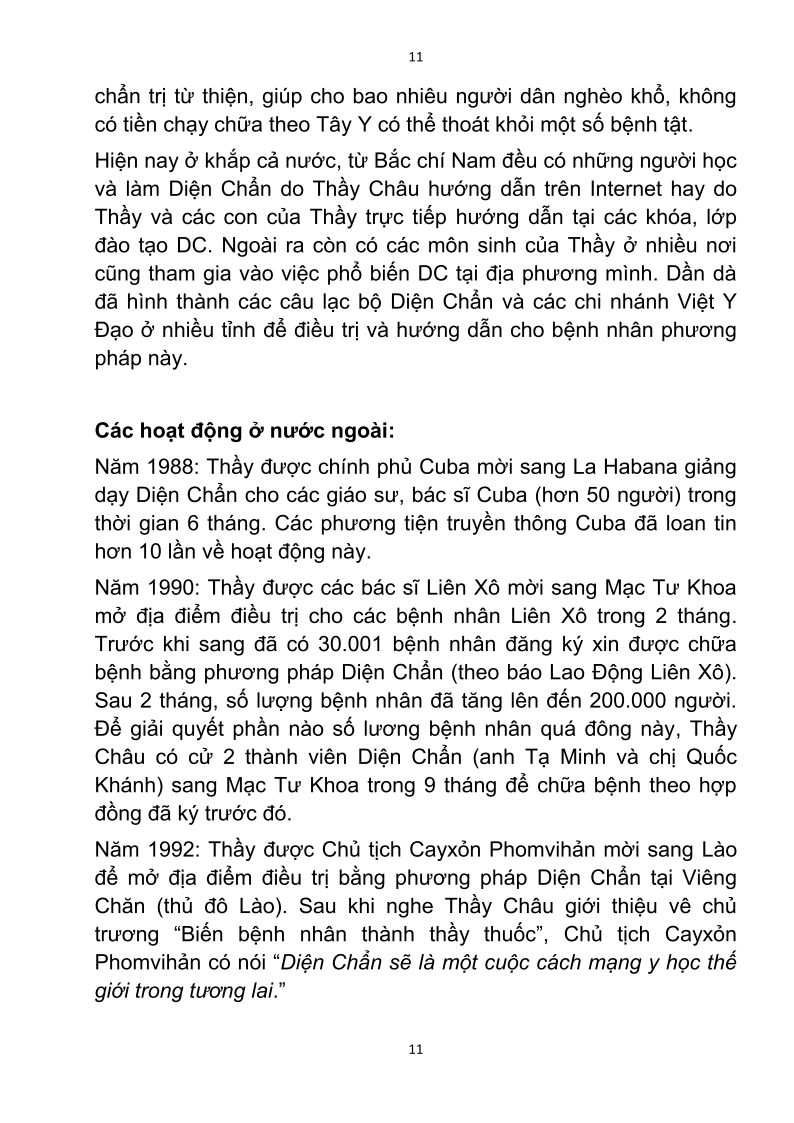 11
chẩn trị từ thiện, giúp cho bao nhiêu người dân nghèo khổ, không
có tiền chạy chữa theo Tây Y có thể thoát khỏi một số bệnh tật.
Hiện nay ở khắp cả nước, từ Bắc chí Nam đều có những người học
và làm Diện Chẩn do Thầy Châu hướng dẫn trên Internet hay do
Thầy và các con của Thầy trực tiếp hướng dẫn tại các khóa, lớp
đào tạo DC. Ngoài ra còn có các môn sinh của Thầy ở nhiều nơi
cũng tham gia vào việc phổ biến DC tại địa phương mình. Dần dà
đã hình thành các câu lạc bộ Diện Chẩn và các chi nhánh Việt Y
Đạo ở nhiều tỉnh để điều trị và hướng dẫn cho bệnh nhân phương
pháp này.
Các hoạt động ở nước ngoài:
Năm 1988: Thầy được chính phủ Cuba mời sang La Habana giảng
dạy Diện Chẩn cho các giáo sư, bác sĩ Cuba (hơn 50 người) trong
thời gian 6 tháng. Các phương tiện truyền thông Cuba đã loan tin
hơn 10 lần về hoạt động này.
Năm 1990: Thầy được các bác sĩ Liên Xô mời sang Mạc Tư Khoa
mở địa điểm điều trị cho các bệnh nhân Liên Xô trong 2 tháng.
Trước khi sang đã có 30.001 bệnh nhân đăng ký xin được chữa
bệnh bằng phương pháp Diện Chẩn (theo báo Lao Động Liên Xô).
Sau 2 tháng, số lượng bệnh nhân đã tăng lên đến 200.000 người.
Để giải quyết phần nào số lương bệnh nhân quá đông này, Thầy
Châu có cử 2 thành viên Diện Chẩn (anh Tạ Minh và chị Quốc
Khánh) sang Mạc Tư Khoa trong 9 tháng để chữa bệnh theo hợp
đồng đã ký trước đó.
Năm 1992: Thầy được Chủ tịch Cayxỏn Phomvihản mời sang Lào
để mở địa điểm điều trị bằng phương pháp Diện Chẩn tại Viêng
Chăn (thủ đô Lào). Sau khi nghe Thầy Châu giới thiệu vê chủ
trương “Biến bệnh nhân thành thầy thuốc”, Chủ tịch Cayxỏn
Phomvihản có nói “Diện Chẩn sẽ là một cuộc cách mạng y học thế
giới trong tương lai.”
11